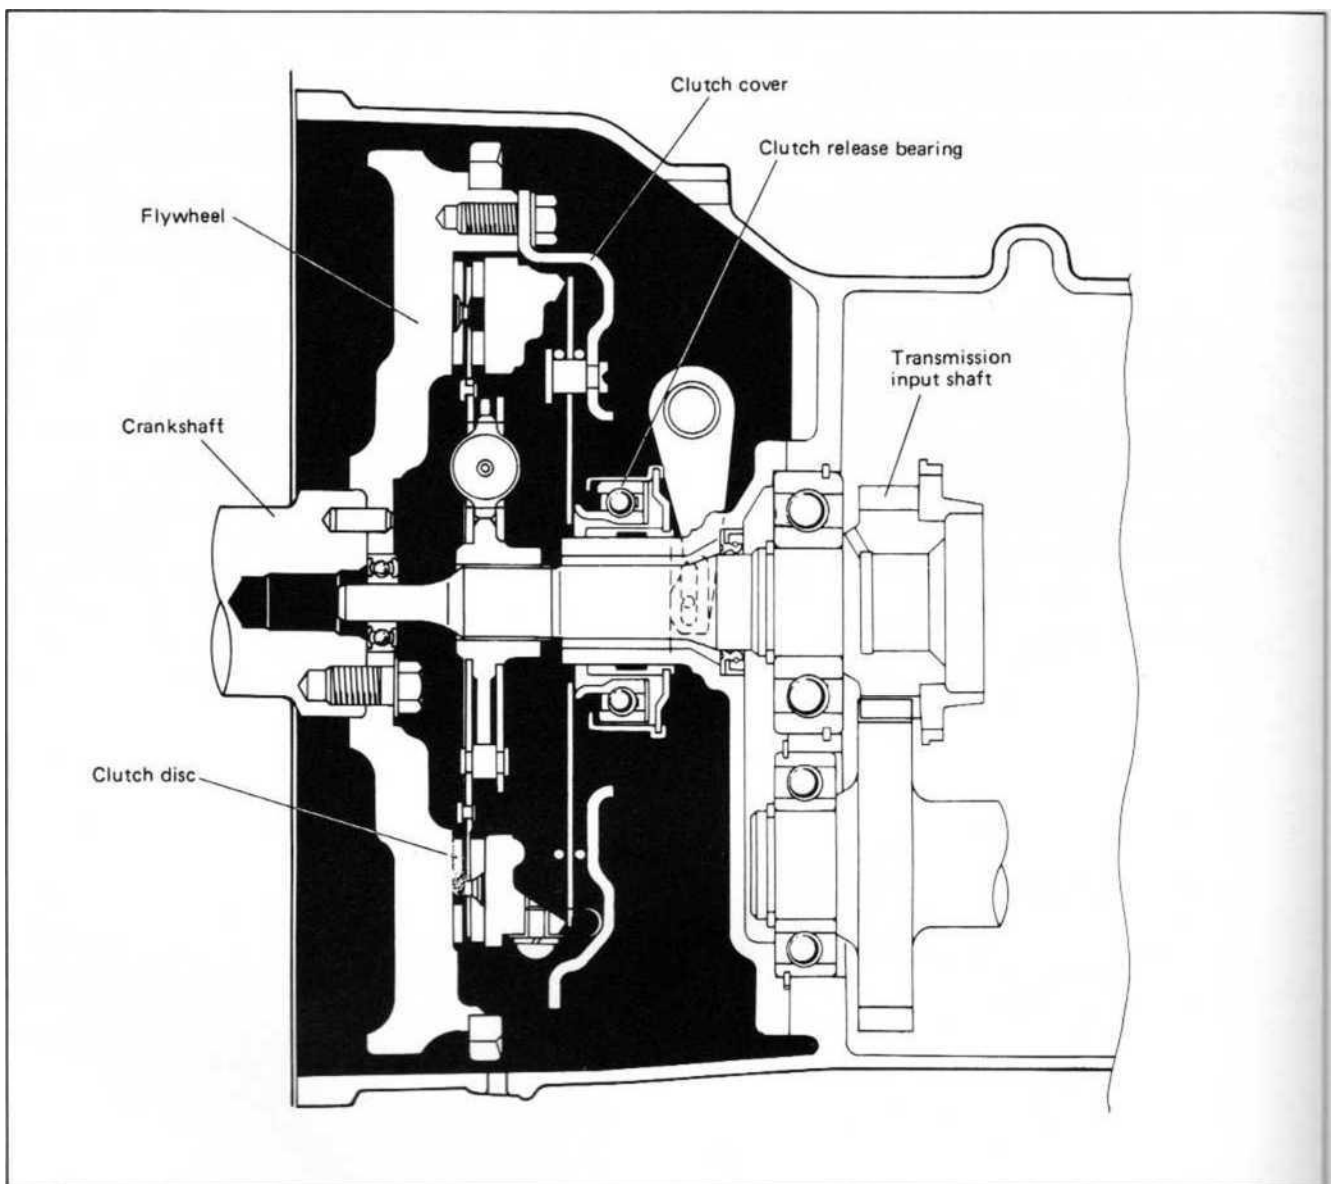 Clutch cover
Clutch release bearing
Flywheel
Transmission
input shaft
Crankshaft
Clutch disc